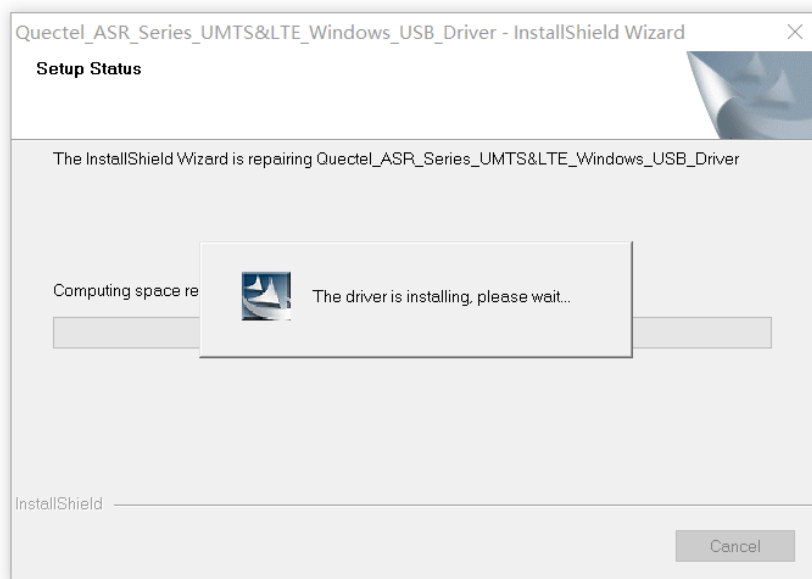 Quectel_ASR_Series_UMTS&LTE_Windows_USB_Driver - InstallShield Wizard
Setup Status
The InstallShield Wizard is repairing Quectel_ASR_Series_UMTS&LTE_Windows_USB_Driver
Computing space re
The driver is installing, please wait...
InstallShield
Cancel